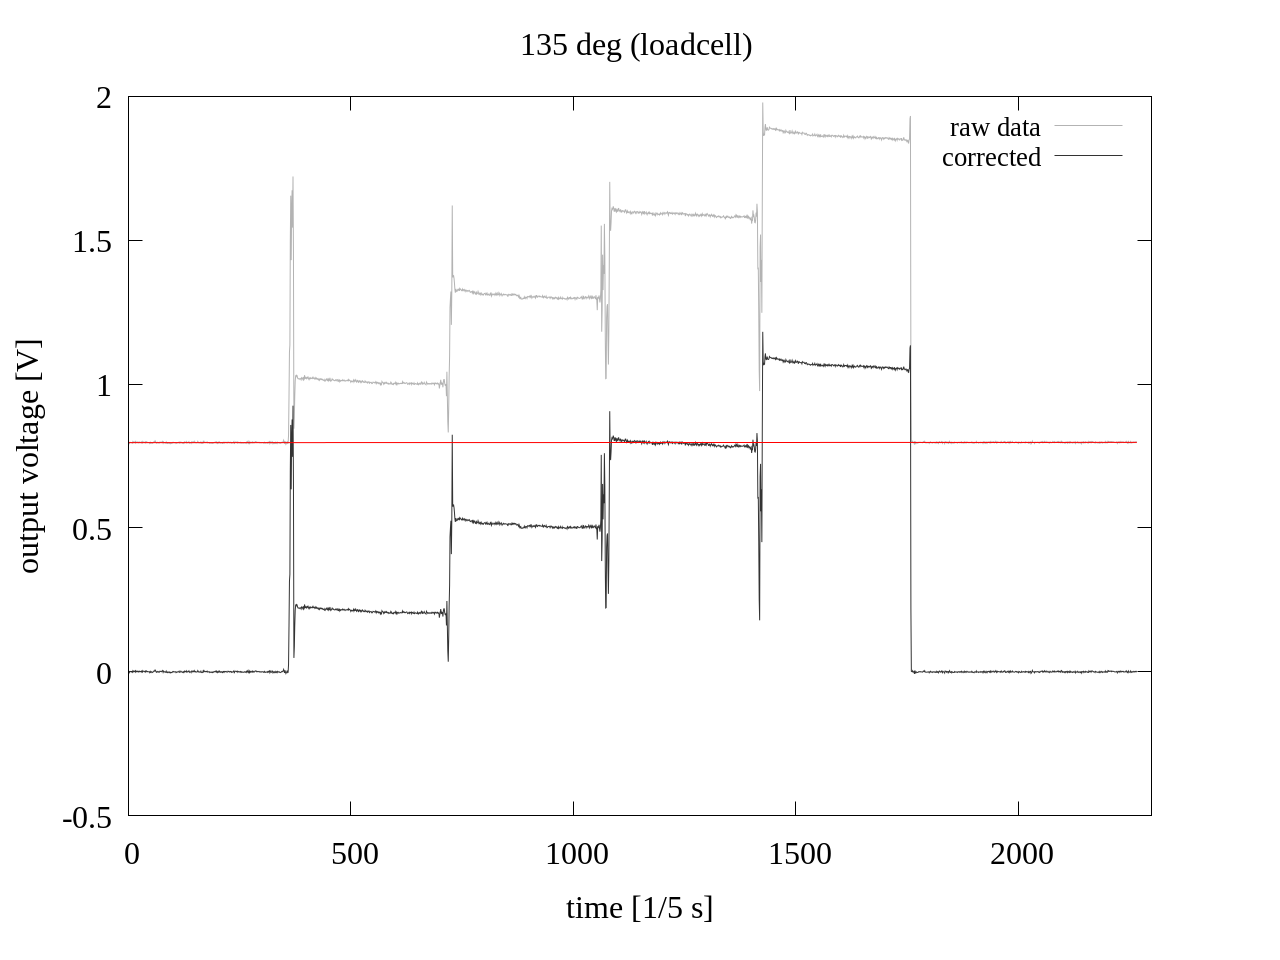 135 deg (loadcell)
2
1.5
1
0.5
0
-0.5
output voltage [V]
raw data
corrected
0 500 1000 1500 2000
time [1/5 s]